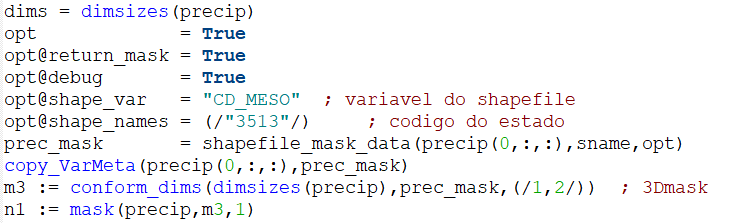 dims = dimsizes(precip)
opt             = True
opt@return_mask = True
opt@debug       = True
opt@shape_var   = "CD_MESO"  ; variavel do shapefile
opt@shape_names = (/"3513"/)     ; codigo do estado
prec_mask       = shapefile_mask_data(precip(0,:,:),sname,opt)
copy_VarMeta(precip(0,:,:),prec_mask)
m3 := conform_dims(dimsizes(precip),prec_mask,(/1,2/))  ; 3Dmask
n1 := mask(precip,m3,1)